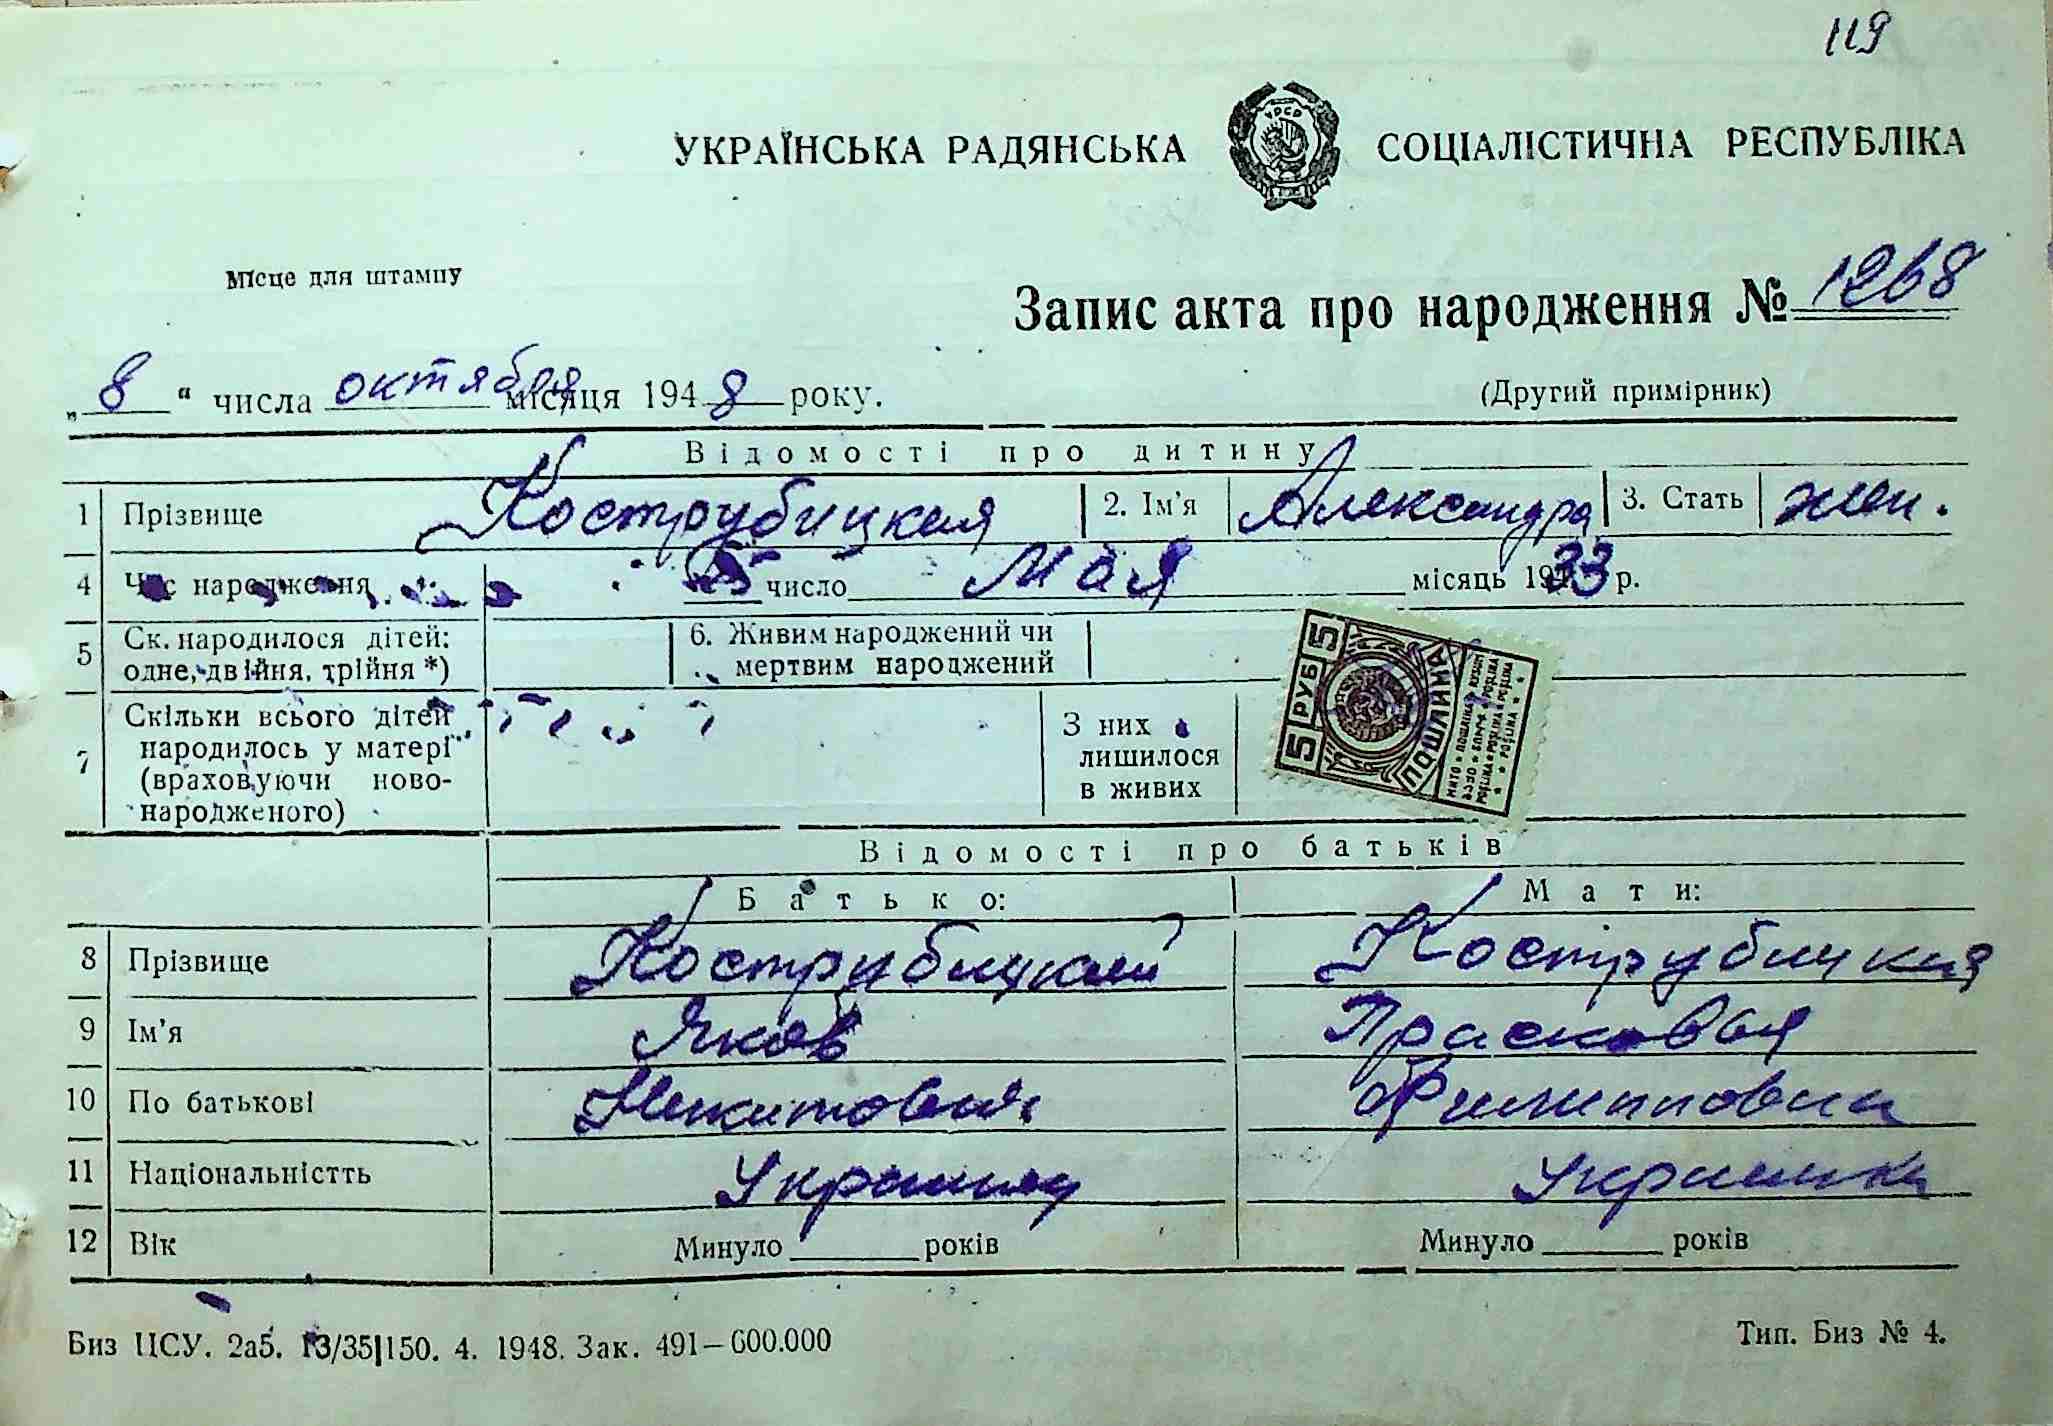 119
УКРАЇНСЬКА РАДЯНСЬКА СОЦІАЛІСТИЧНА РЕСПУБЛІКА
УРСР
Місце для штампу
Запис акта про народження № 1268
„ 8 “ числа октября місяця 1948 року.
(Другий примірник)
Відомості про дитину
1 Прізвище Кострубицкая 2. Ім'я Александра 3. Стать жен.
4 Час народження число Мая місяць 1933 р.
5 Ск. народилося дітей: одне, двійня, трійня *) 6. Живим народжений чи мертвим народжений
7 Скільки всього дітей народилось у матері (враховуючи новонародженого) З них лишилося в живих
5 РУБ 5
ПОШЛИНА
Відомості про батьків
Батько: Мати:
8 Прізвище Кострубицкий Кострубицкая
9 Ім'я Яков Прасковья
10 По батькові Никитович Филипповна
11 Національністть Украинец Украинка
12 Вік Минуло ______ років Минуло ______ років
Биз ЦСУ. 2а5. 13/35|150. 4. 1948. Зак. 491–600.000
Тип. Биз № 4.